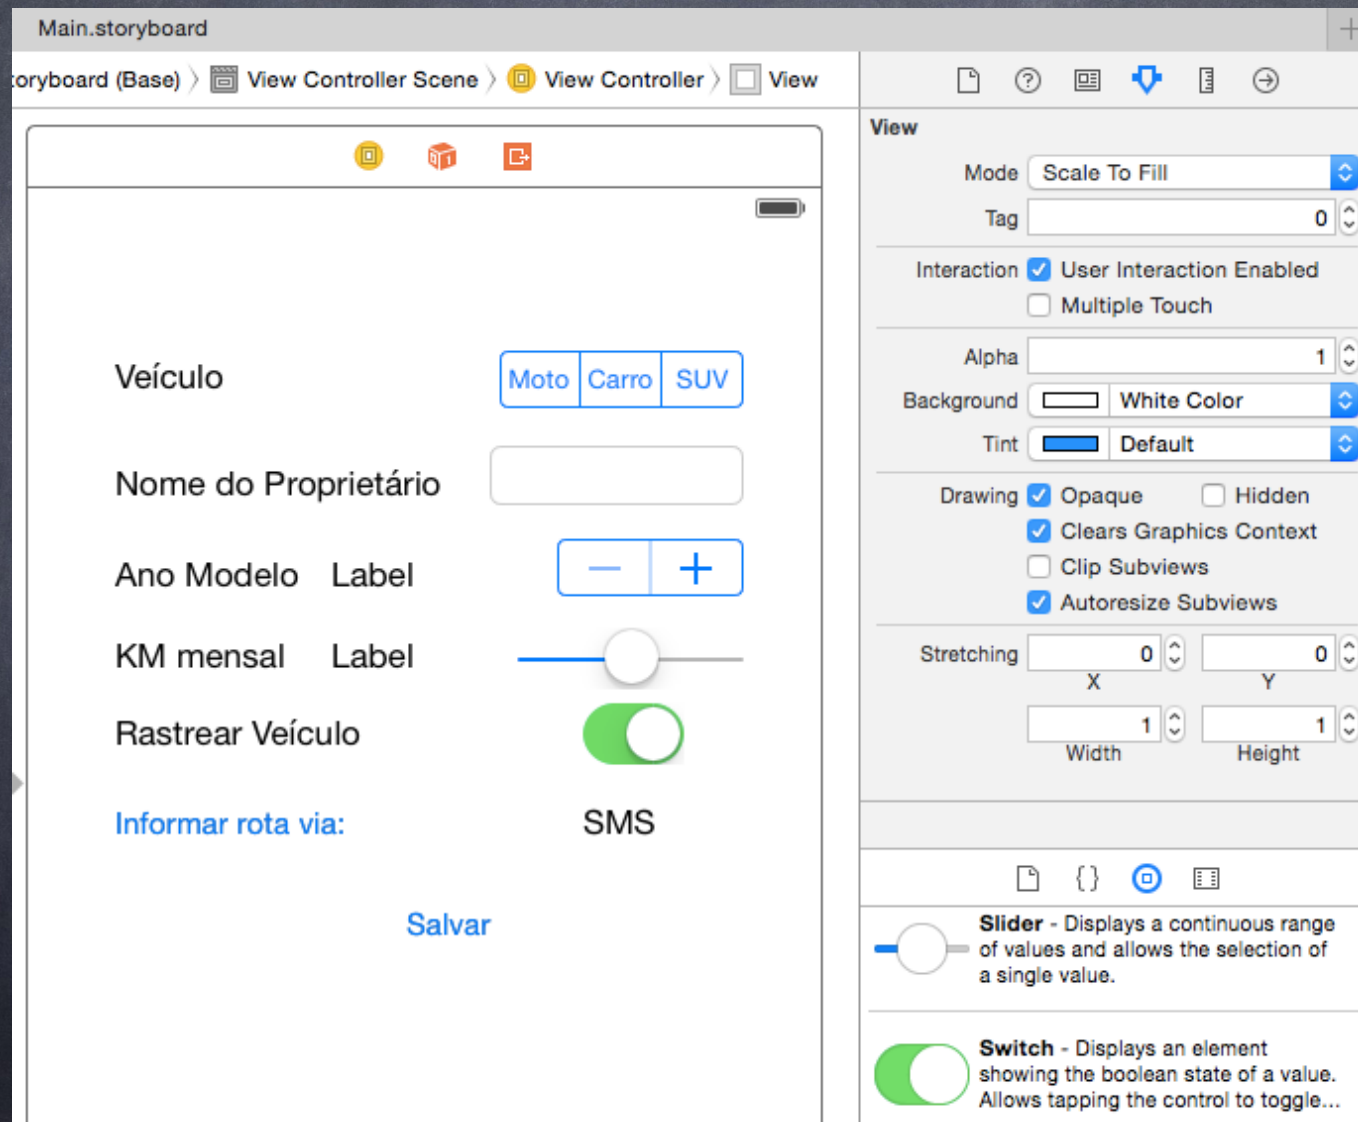 Main.storyboard
toryboard (Base) View Controller Scene View Controller View
Veículo Moto Carro SUV
Nome do Proprietário
Ano Modelo Label − +
KM mensal Label
Rastrear Veículo
Informar rota via: SMS
Salvar
View
Mode Scale To Fill
Tag 0
Interaction User Interaction Enabled
Multiple Touch
Alpha 1
Background White Color
Tint Default
Drawing Opaque Hidden
Clears Graphics Context
Clip Subviews
Autoresize Subviews
Stretching 0 0
X Y
1 1
Width Height
{}
Slider - Displays a continuous range
of values and allows the selection of
a single value.
Switch - Displays an element
showing the boolean state of a value.
Allows tapping the control to toggle...